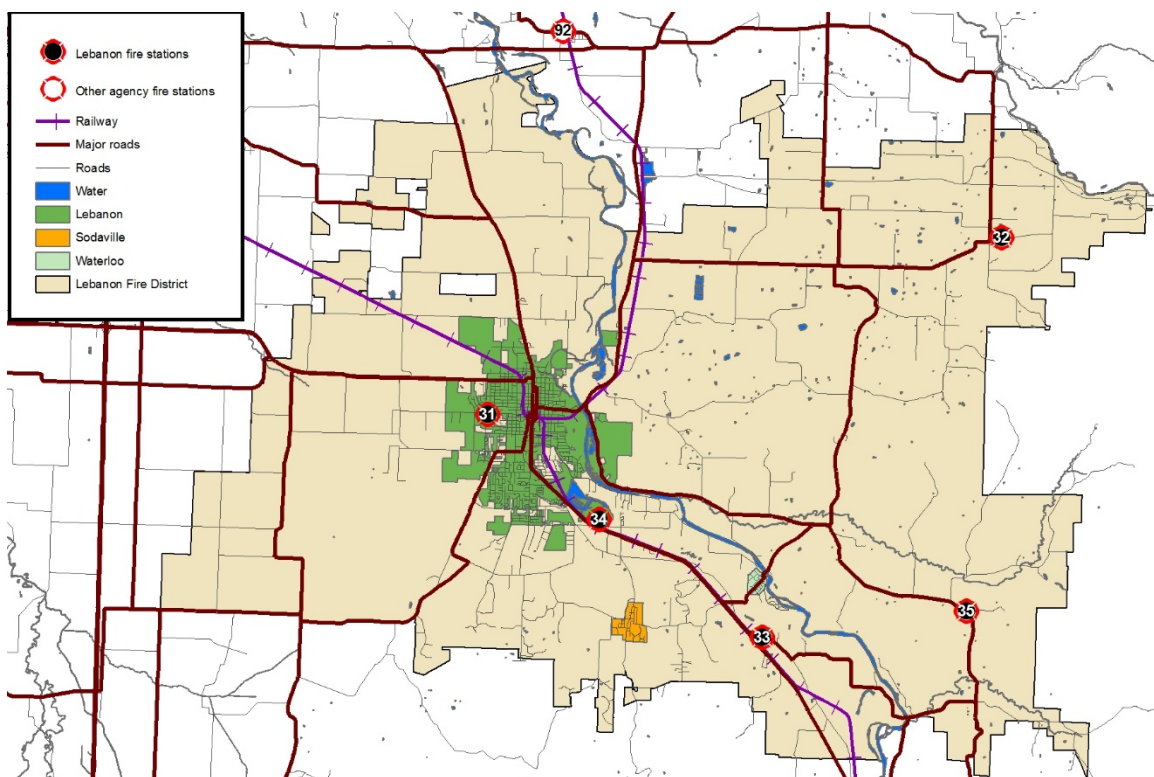 Lebanon fire stations
Other agency fire stations
Railway
Major roads
Roads
Water
Lebanon
Sodaville
Waterloo
Lebanon Fire District
92
32
31
34
35
33